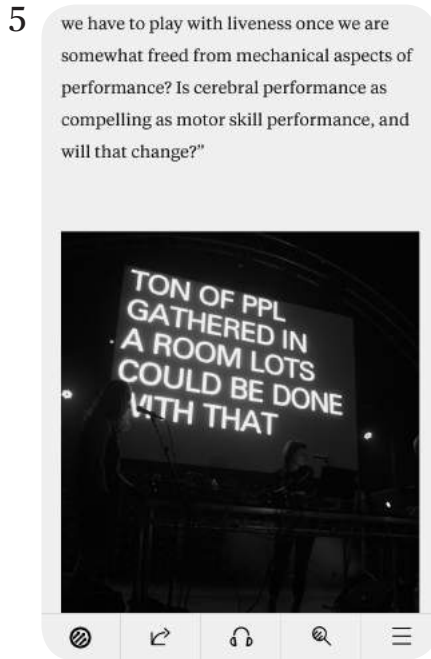 5
we have to play with liveness once we are
somewhat freed from mechanical aspects of
performance? Is cerebral performance as
compelling as motor skill performance, and
will that change?”
TON OF PPL
GATHERED IN
A ROOM LOTS
COULD BE DONE
WITH THAT